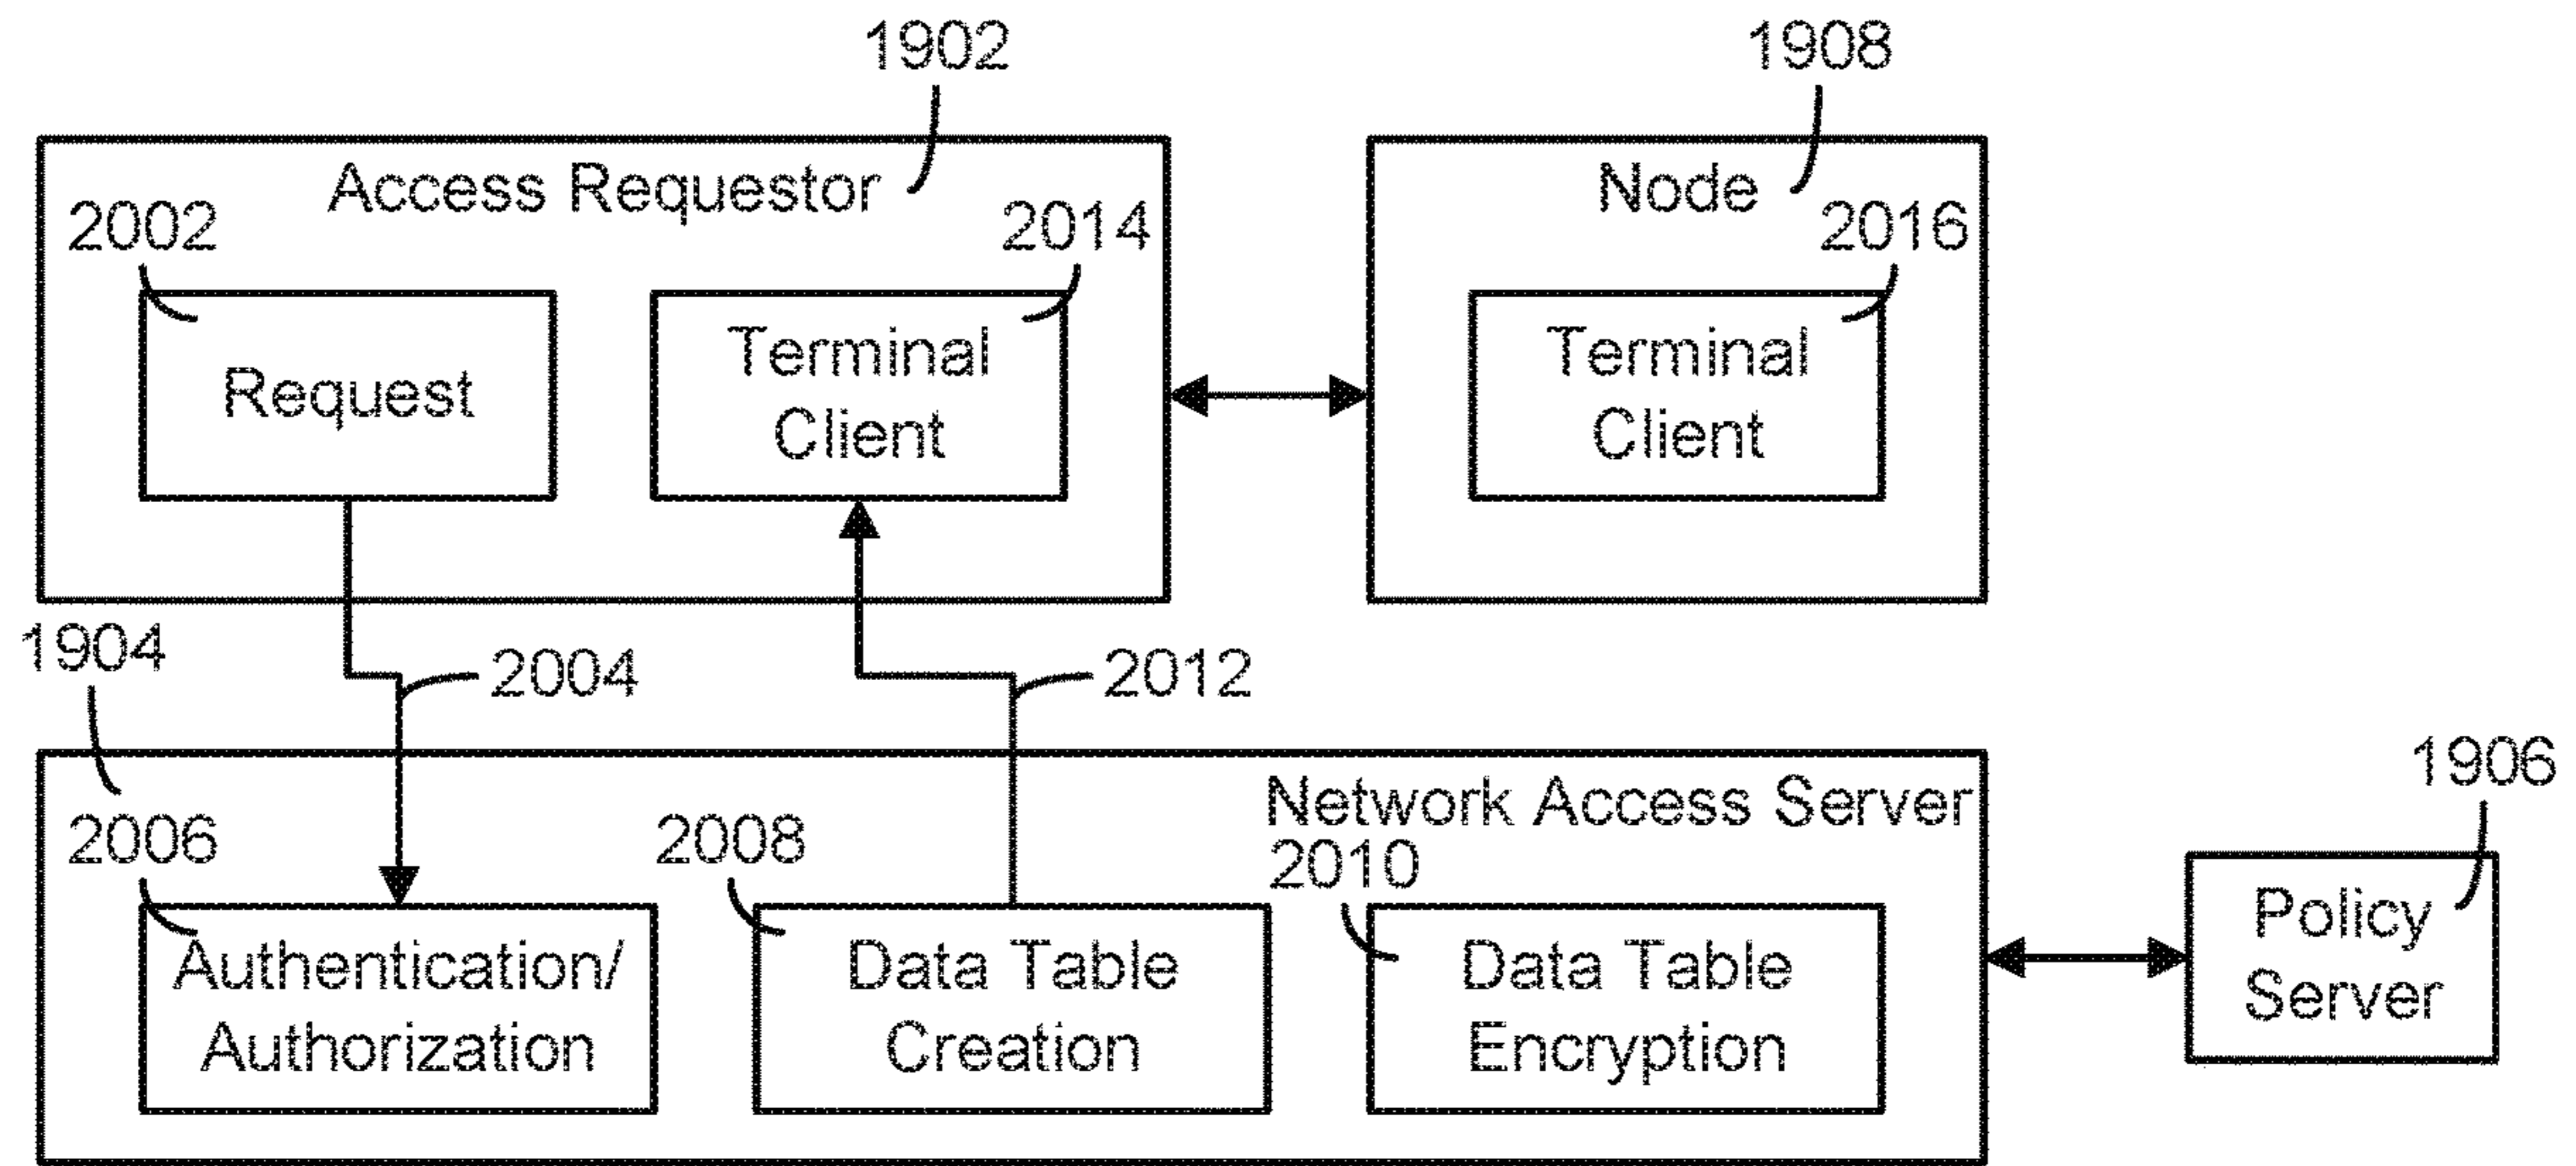 1902
1908
Access Requestor
Node
2002
2014
2016
Request
Terminal
Client
Terminal
Client
1904
2004
2012
Network Access Server
1906
2006
2008
2010
Authentication/
Authorization
Data Table
Creation
Data Table
Encryption
Policy
Server